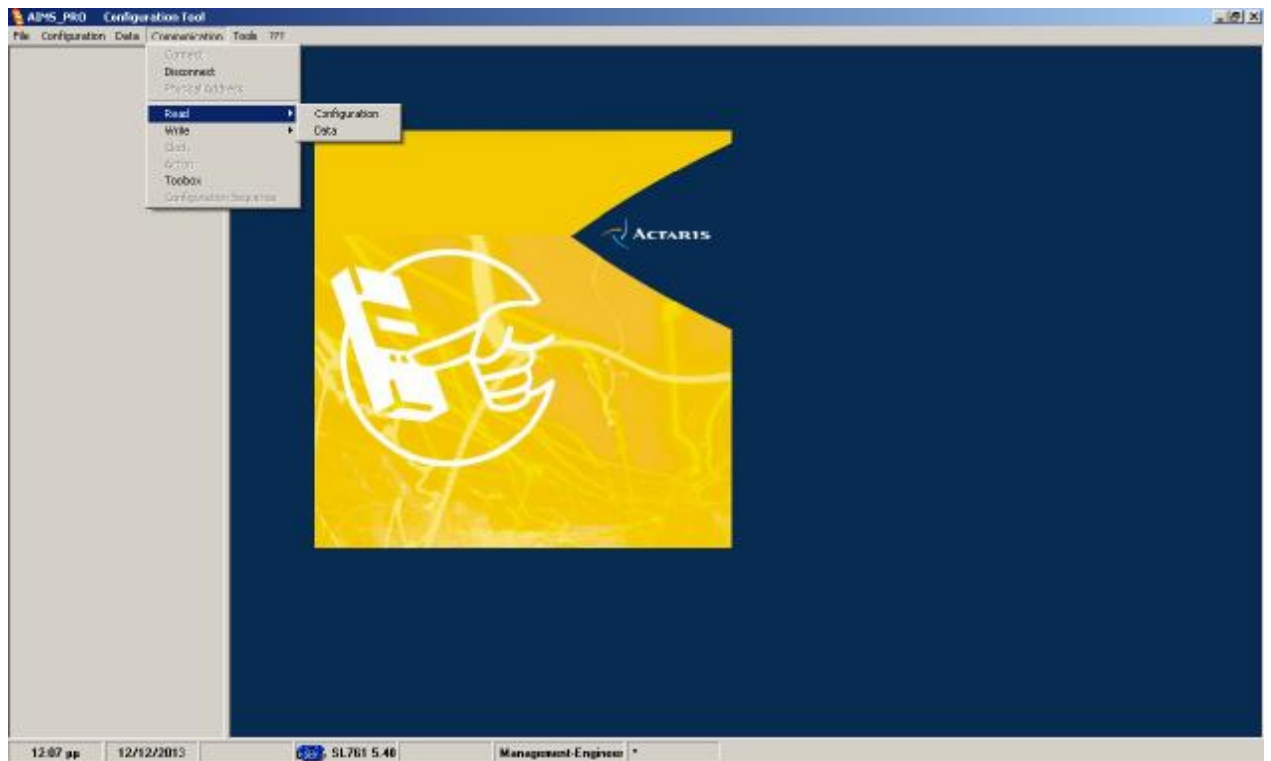 AIMS_PRO Configuration Tool
File Configuration Data Communication Tools ???
Connect
Disconnect
Physical Address
Read
Configuration
Write
Data
Clock
Action
Toolbox
Configuration Sequence
ACTARIS
12:07 μμ 12/12/2013 SL761 5.40 Management-Engineer *